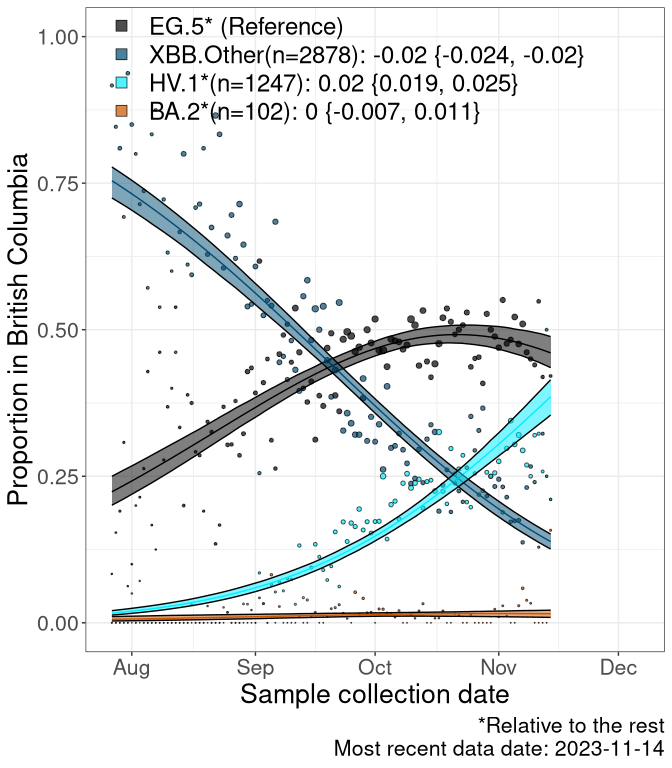 EG.5* (Reference)
XBB.Other(n=2878): -0.02 {-0.024, -0.02}
HV.1*(n=1247): 0.02 {0.019, 0.025}
BA.2*(n=102): 0 {-0.007, 0.011}
1.00
0.75
0.50
0.25
0.00
Proportion in British Columbia
Aug Sep Oct Nov Dec
Sample collection date
*Relative to the rest
Most recent data date: 2023-11-14